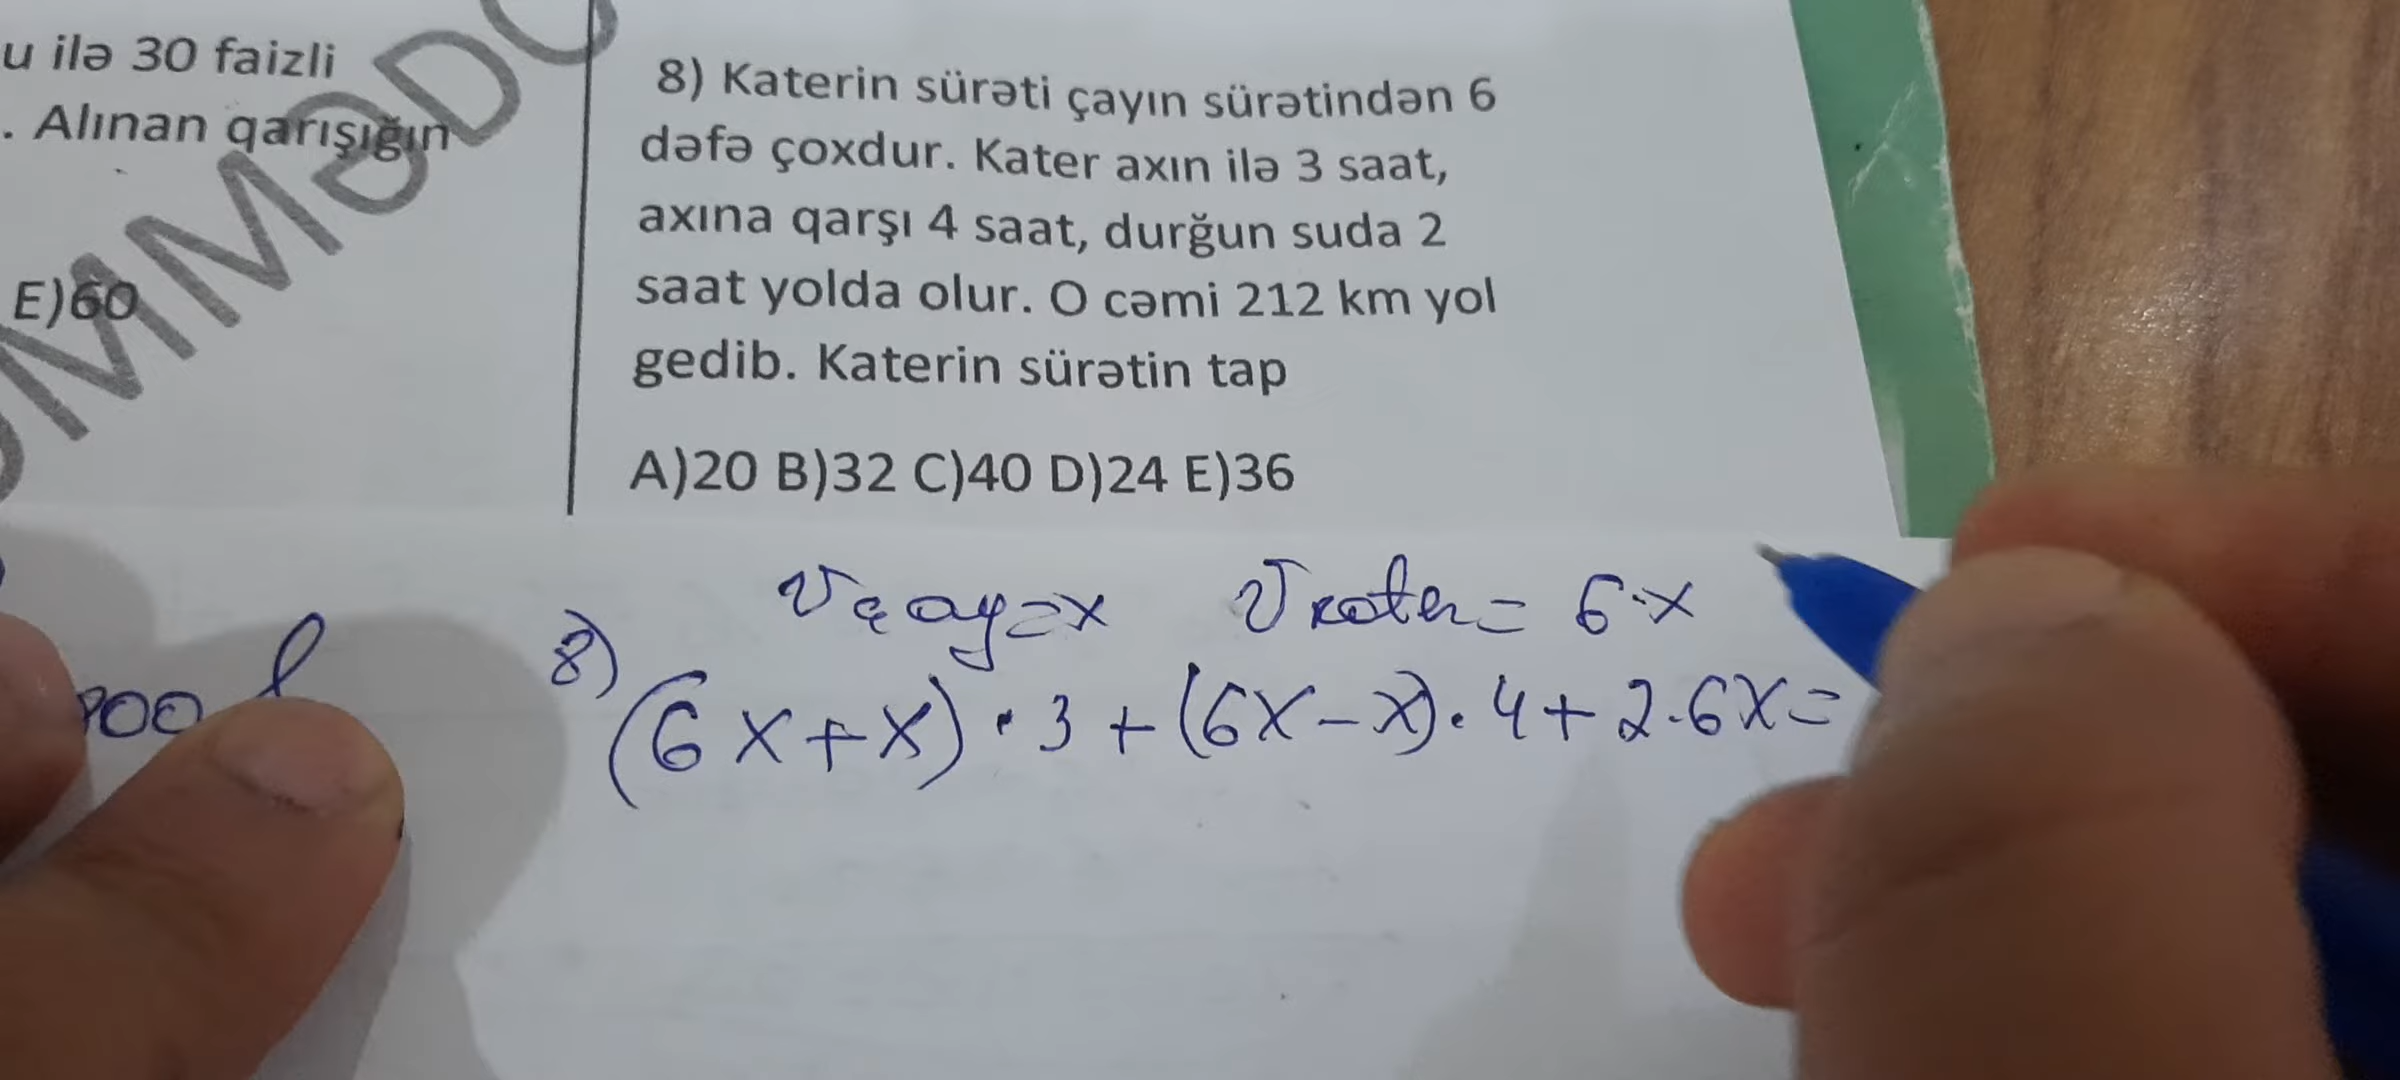 u ilə 30 faizli
. Alınan qarışığın
E)60
8) Katerin sürəti çayın sürətindən 6
dəfə çoxdur. Kater axın ilə 3 saat,
axına qarşı 4 saat, durğun suda 2
saat yolda olur. O cəmi 212 km yol
gedib. Katerin sürətin tap
A)20 B)32 C)40 D)24 E)36
Vçay=x Vkater= 6·x
8)
(6x+x)·3+(6x-x)·4+2·6x=